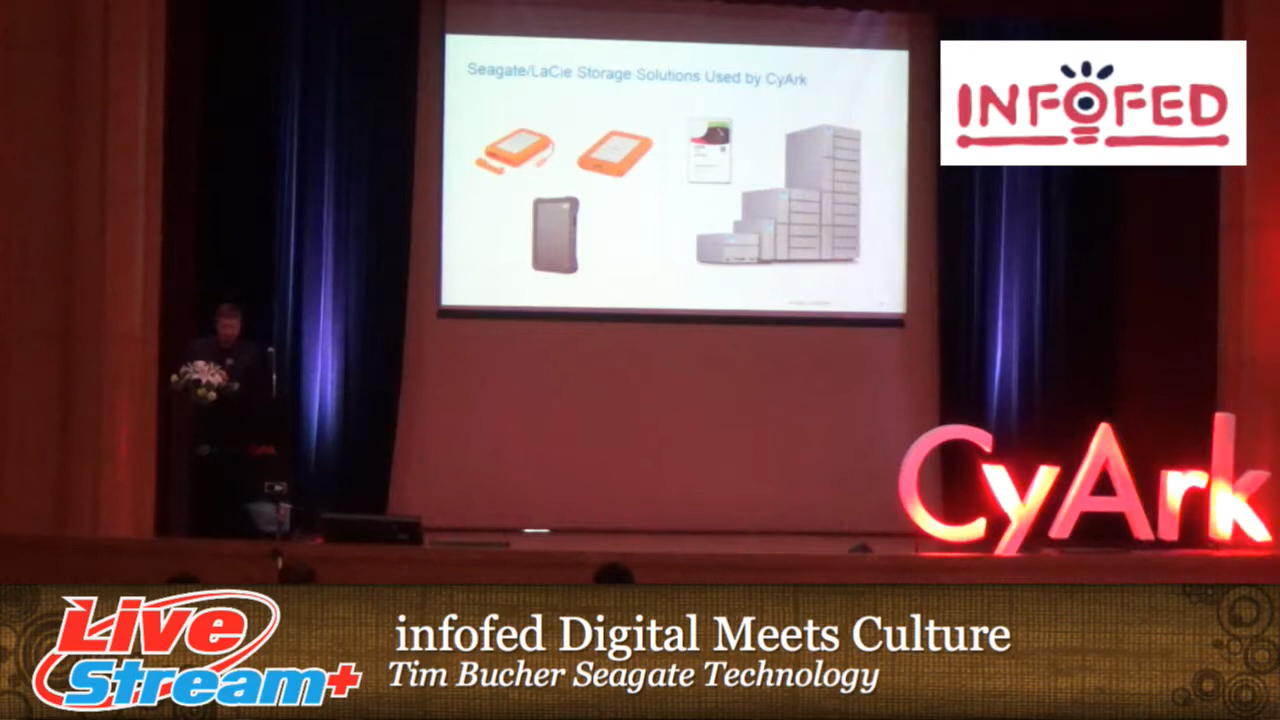 Seagate/LaCie Storage Solutions Used by CyArk
INFOFED
CyArk
Live
Stream+
infofed Digital Meets Culture
Tim Bucher Seagate Technology